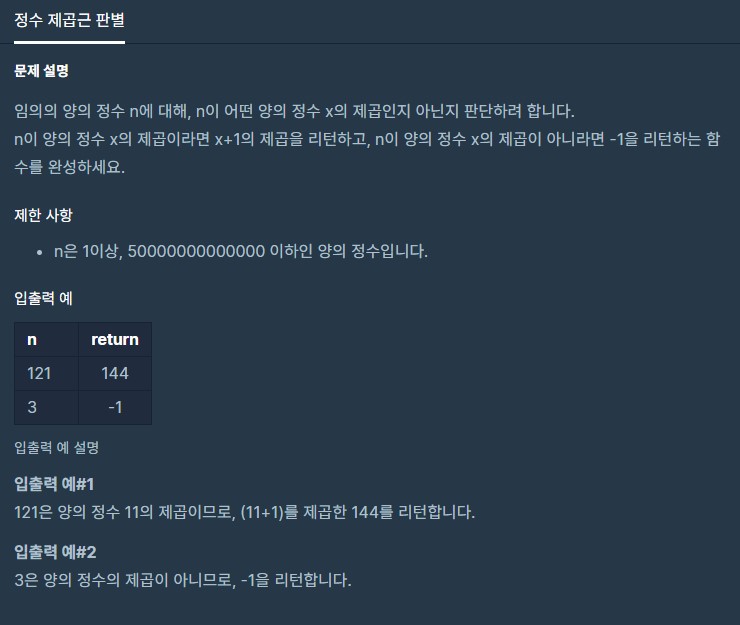 정수 제곱근 판별
문제 설명
임의의 양의 정수 n에 대해, n이 어떤 양의 정수 x의 제곱인지 아닌지 판단하려 합니다.
n이 양의 정수 x의 제곱이라면 x+1의 제곱을 리턴하고, n이 양의 정수 x의 제곱이 아니라면 -1을 리턴하는 함
수를 완성하세요.
제한 사항
• n은 1이상, 50000000000000 이하인 양의 정수입니다.
입출력 예
n return
121 144
3 -1
입출력 예 설명
입출력 예#1
121은 양의 정수 11의 제곱이므로, (11+1)를 제곱한 144를 리턴합니다.
입출력 예#2
3은 양의 정수의 제곱이 아니므로, -1을 리턴합니다.